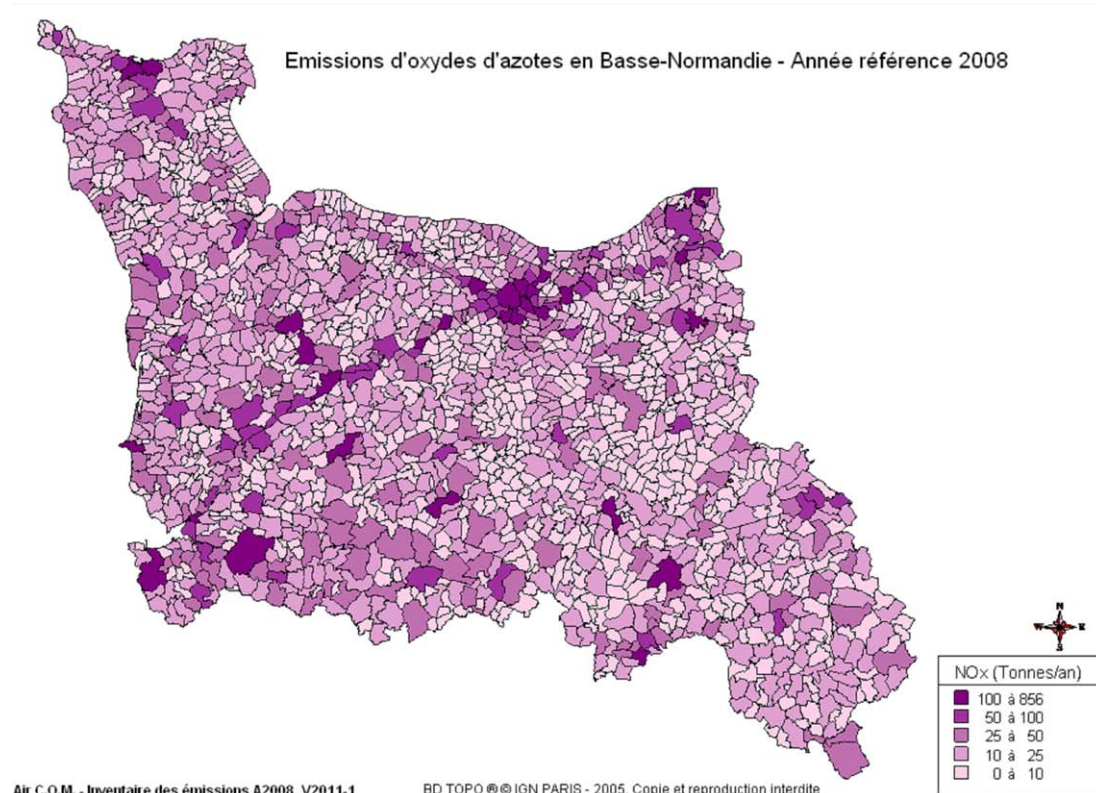 Emissions d'oxydes d'azotes en Basse-Normandie - Année référence 2008
N
W E
S
NOx (Tonnes/an)
100 à 856
50 à 100
25 à 50
10 à 25
0 à 10
Air C.O.M. - Inventaire des émissions A2008_V2011-1
BD TOPO ® © IGN PARIS - 2005. Copie et reproduction interdite